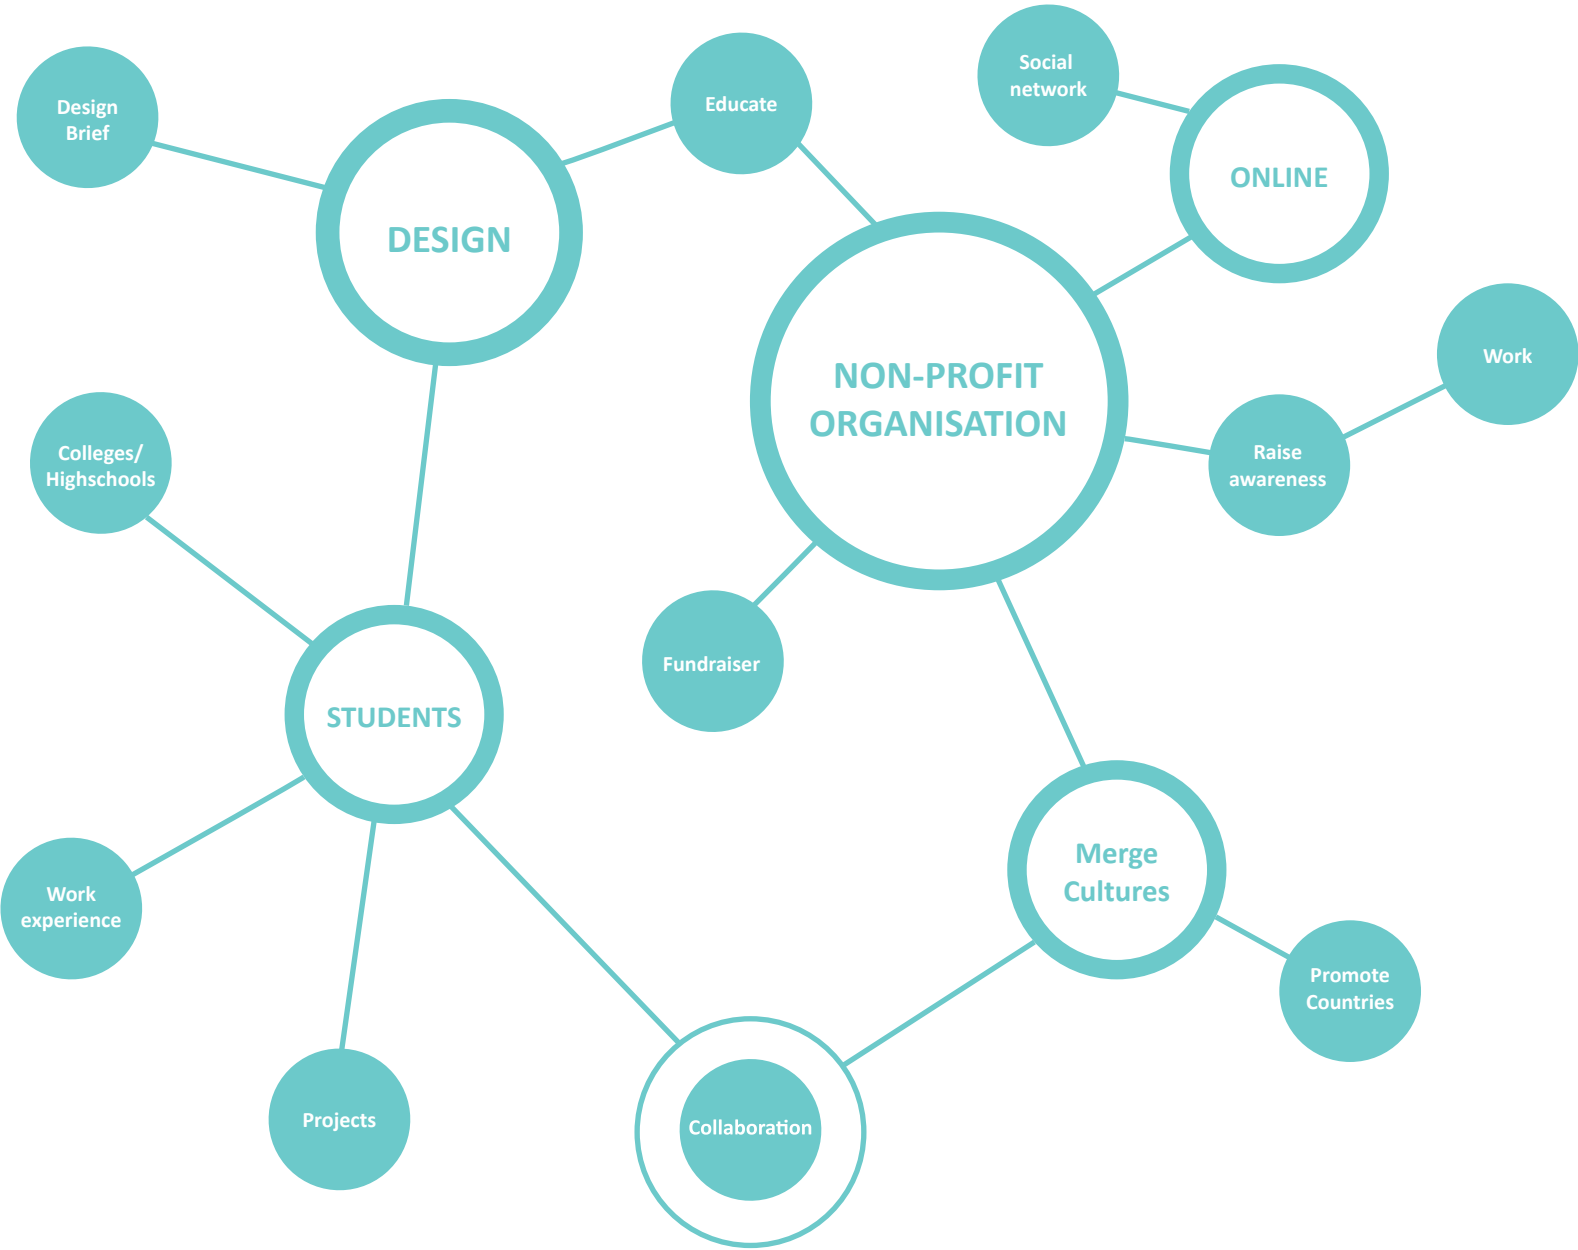 Social
network
Design
Brief
Educate
ONLINE
DESIGN
NON-PROFIT
ORGANISATION
Work
Colleges/
Highschools
Raise
awareness
Fundraiser
STUDENTS
Merge
Cultures
Work
experience
Promote
Countries
Projects
Collaboration